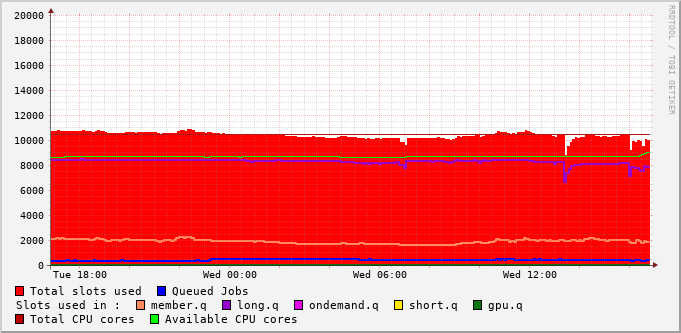 20000
18000
16000
14000
12000
10000
8000
6000
4000
2000
0
Tue 18:00 Wed 00:00 Wed 06:00 Wed 12:00
Total slots used Queued Jobs
Slots used in : member.q long.q ondemand.q short.q gpu.q
Total CPU cores Available CPU cores
RRDTOOL / TOBI OETIKER